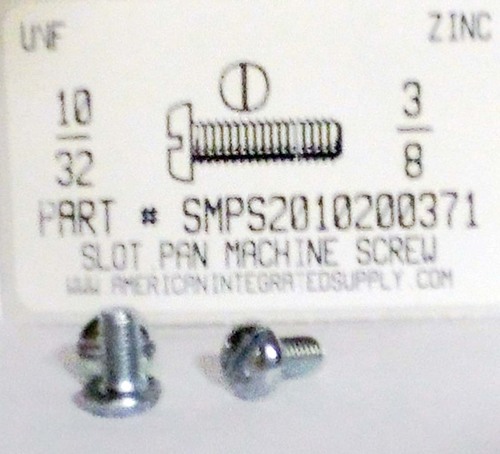 UNF ZINC
10 3
32 8
PART # SMPS2010200371
SLOT PAN MACHINE SCREW
WWW.AMERICANINTEGRATEDSUPPLY.COM